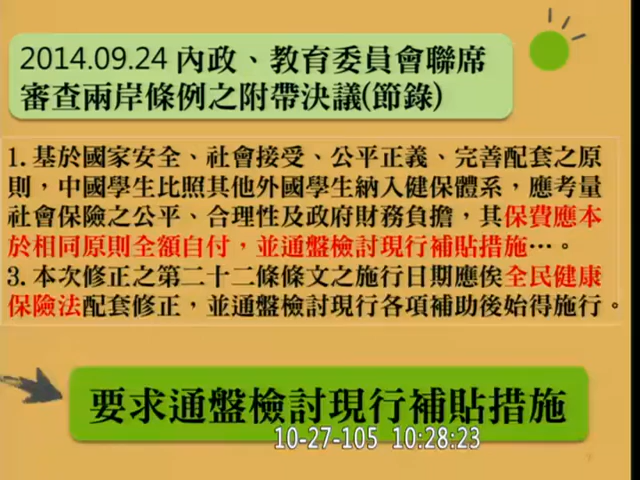 2014.09.24 內政、教育委員會聯席
審查兩岸條例之附帶決議(節錄)
1. 基於國家安全、社會接受、公平正義、完善配套之原
則，中國學生比照其他外國學生納入健保體系，應考量
社會保險之公平、合理性及政府財務負擔，其保費應本
於相同原則全額自付，並通盤檢討現行補貼措施…。
3. 本次修正之第二十二條條文之施行日期應俟全民健康
保險法配套修正，並通盤檢討現行各項補助後始得施行。
要求通盤檢討現行補貼措施
10-27-105 10:28:23